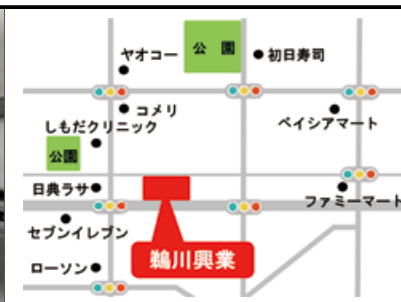 公園
ヤオコー
初日寿司
コメリ
ベイシアマート
しもだクリニック
公園
日典ラサ
ファミーマート
セブンイレブン
鵜川興業
ローソン